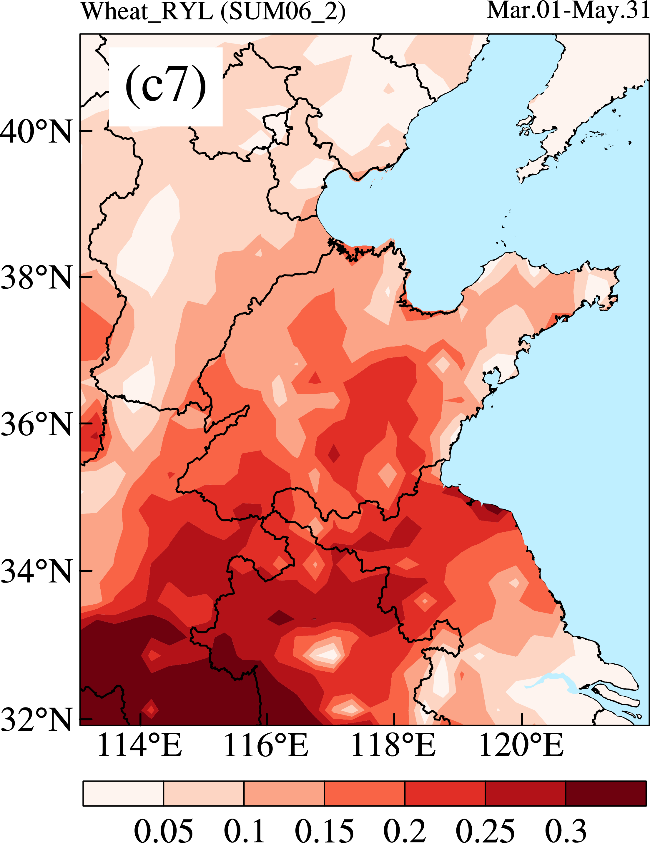 Wheat_RYL (SUM06_2) Mar.01-May.31
(c7)
40°N
38°N
36°N
34°N
32°N
114°E 116°E 118°E 120°E
0.05 0.1 0.15 0.2 0.25 0.3